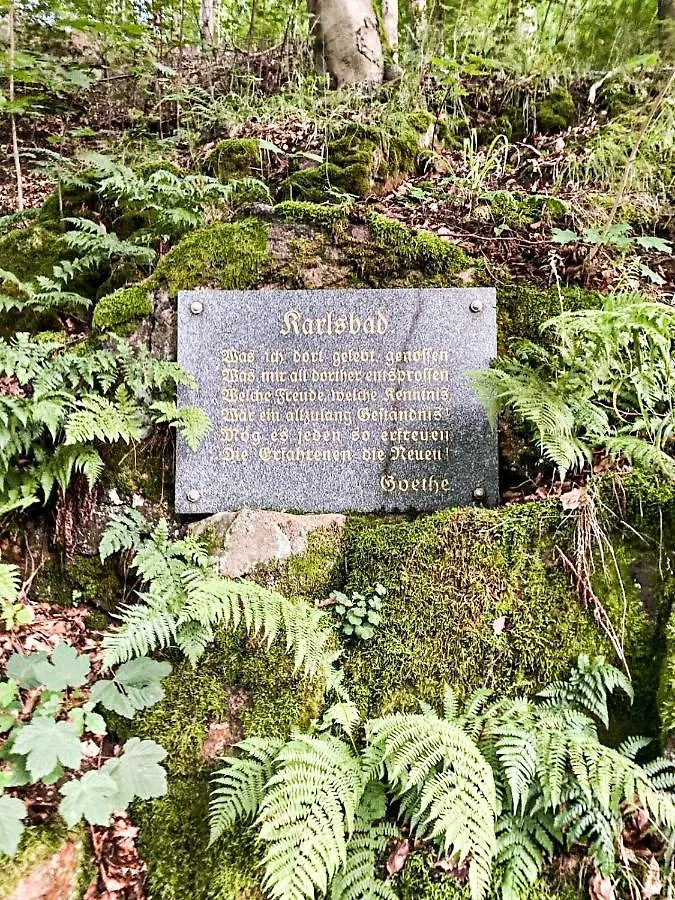 Karlsbad
Was ich dort gelebt, genossen,
Was mir all dorther entsprossen,
Welche Freude, welche Kenntnis,
Wär ein allzulang Geständnis!
Mög es jeden so erfreuen
Die Erfahrenen, die Neuen!
Goethe